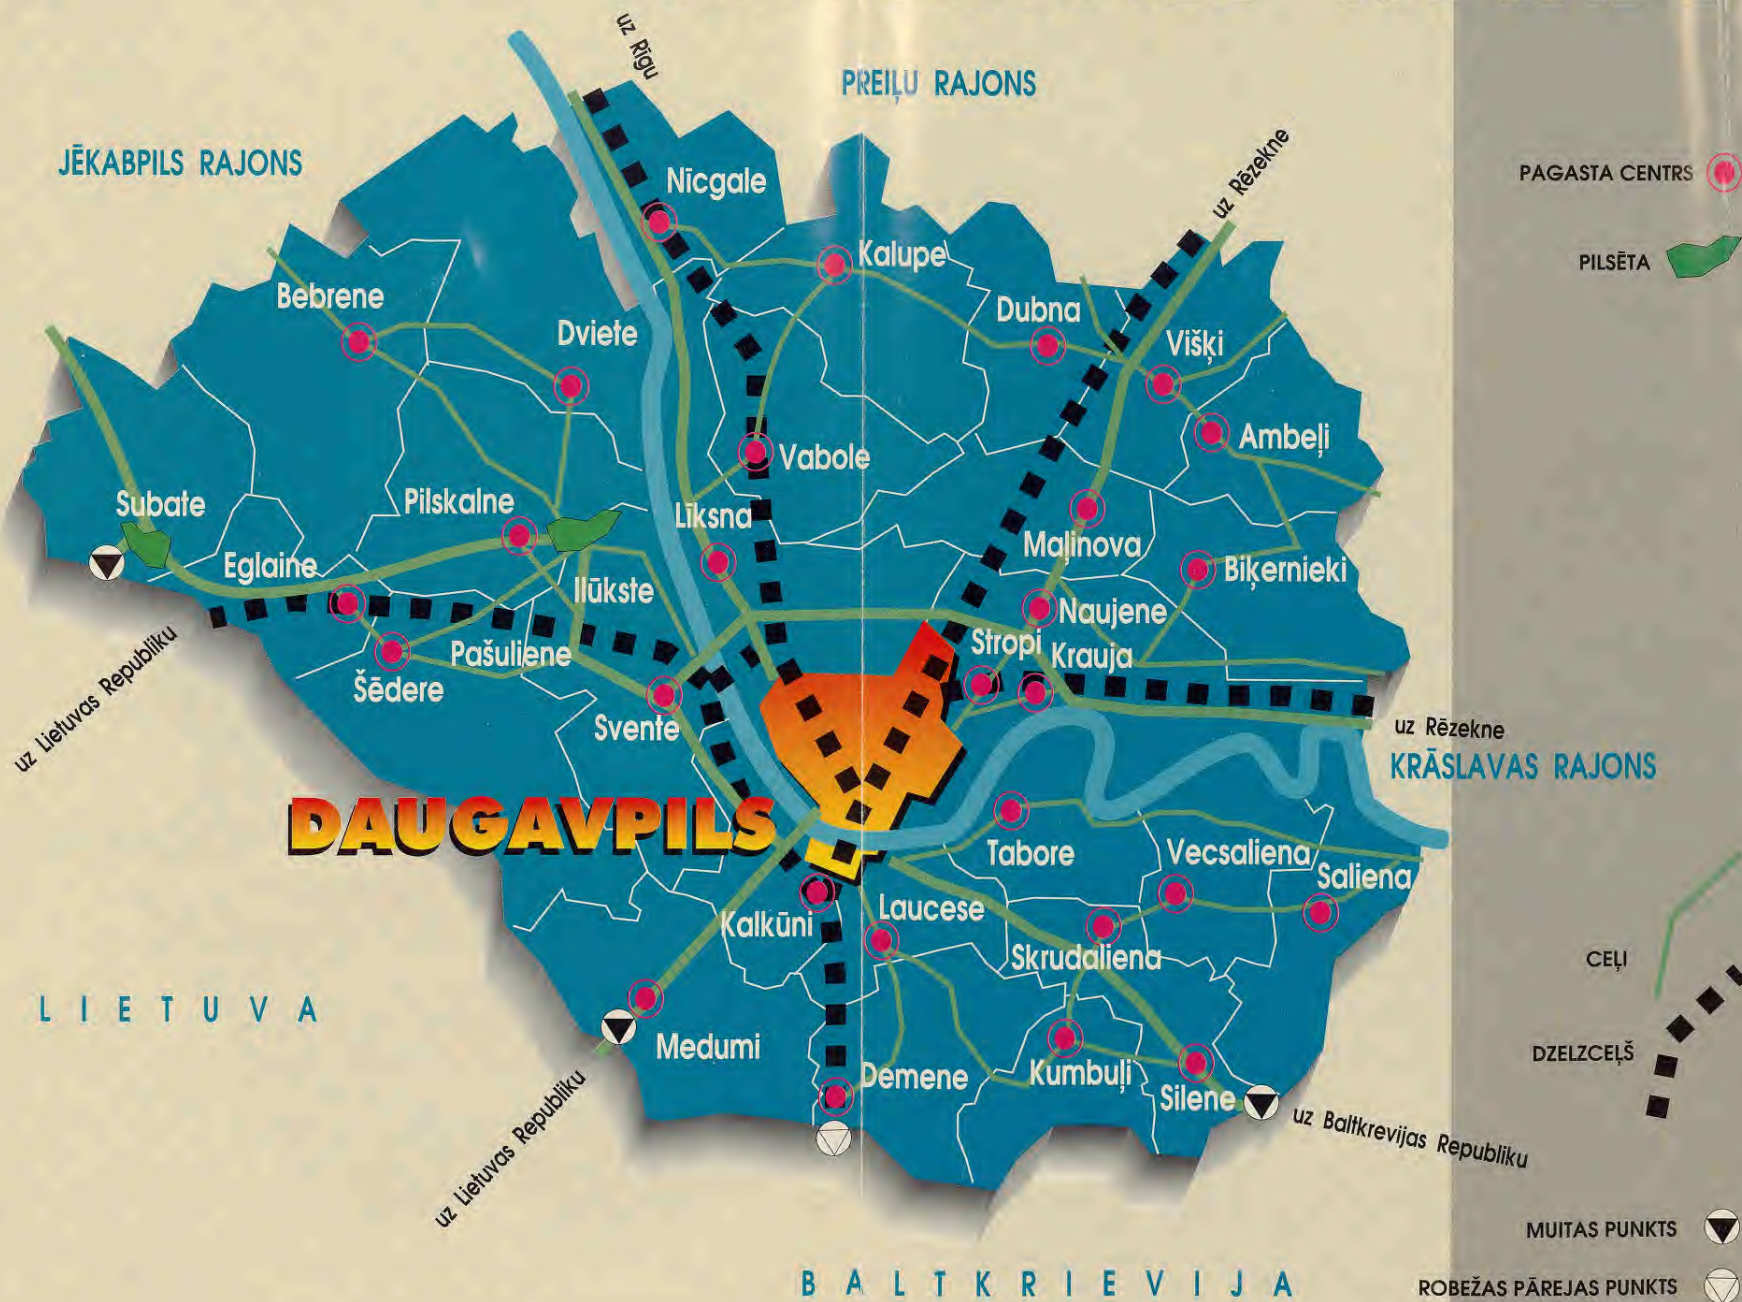 uz Rīgu
PREIĻU RAJONS
JĒKABPILS RAJONS
uz Rēzekne
PAGASTA CENTRS
Nīcgale
Kalupe
PILSĒTA
Bebrene
Dviete
Dubna
Višķi
Ambeļi
Vabole
Subate
Pilskalne
Līksna
Maļinova
Eglaine
Ilūkste
Biķernieki
Naujene
Stropi
Krauja
Pašuliene
Šēdere
uz Lietuvas Republiku
Svente
uz Rēzekne
KRĀSLAVAS RAJONS
DAUGAVPILS
Tabore
Vecsaliena
Saliena
Laucese
Kalkūni
Skrudaliena
CEĻI
LIETUVA
Medumi
DZELZCEĻŠ
Demene
Kumbuļi
Silene
uz Baltkrevijas Republiku
uz Lietuvas Republiku
MUITAS PUNKTS
BALTKRIEVIJA
ROBEŽAS PĀREJAS PUNKTS